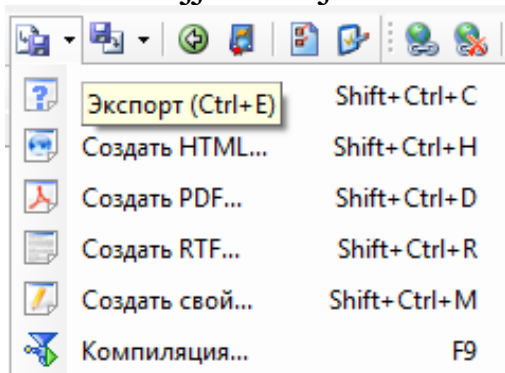 Экспорт (Ctrl+E) Shift+Ctrl+C
Создать HTML... Shift+Ctrl+H
Создать PDF... Shift+Ctrl+D
Создать RTF... Shift+Ctrl+R
Создать свой... Shift+Ctrl+M
Компиляция... F9